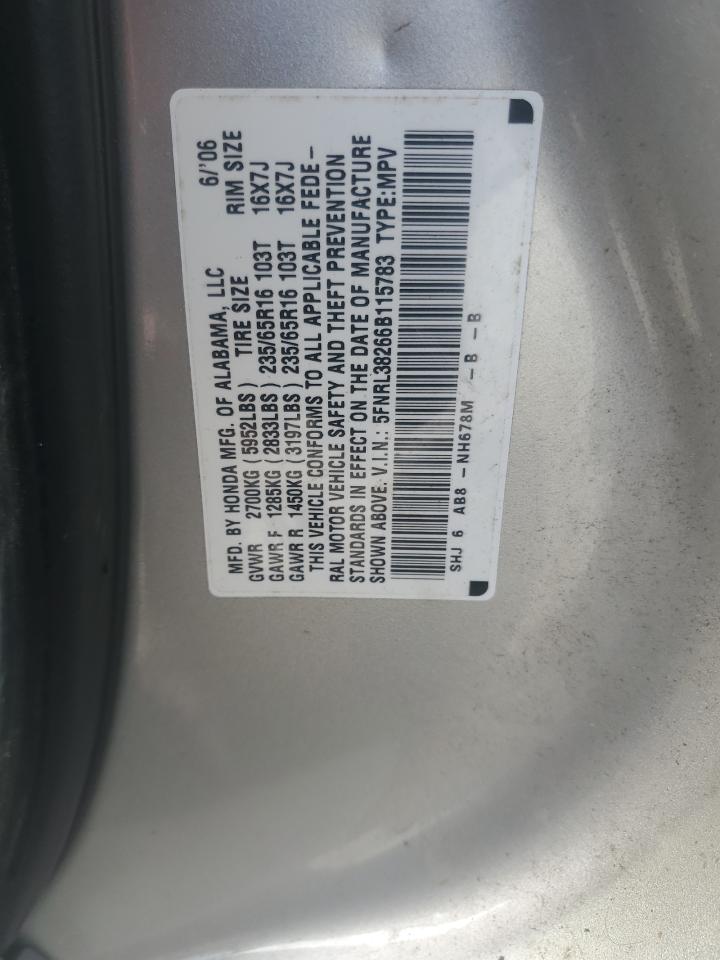 MFD. BY HONDA MFG. OF ALABAMA, LLC 6/'06
GVWR 2700KG(5952LBS) TIRE SIZE RIM SIZE
GAWR F 1285KG(2833LBS) 235/65R16 103T 16X7J
GAWR R 1450KG(3197LBS) 235/65R16 103T 16X7J
THIS VEHICLE CONFORMS TO ALL APPLICABLE FEDE-
RAL MOTOR VEHICLE SAFETY AND THEFT PREVENTION
STANDARDS IN EFFECT ON THE DATE OF MANUFACTURE
SHOWN ABOVE. V.I.N.: 5FNRL38266B115783 TYPE:MPV
SHJ 6 AB8 - NH678M - B - B